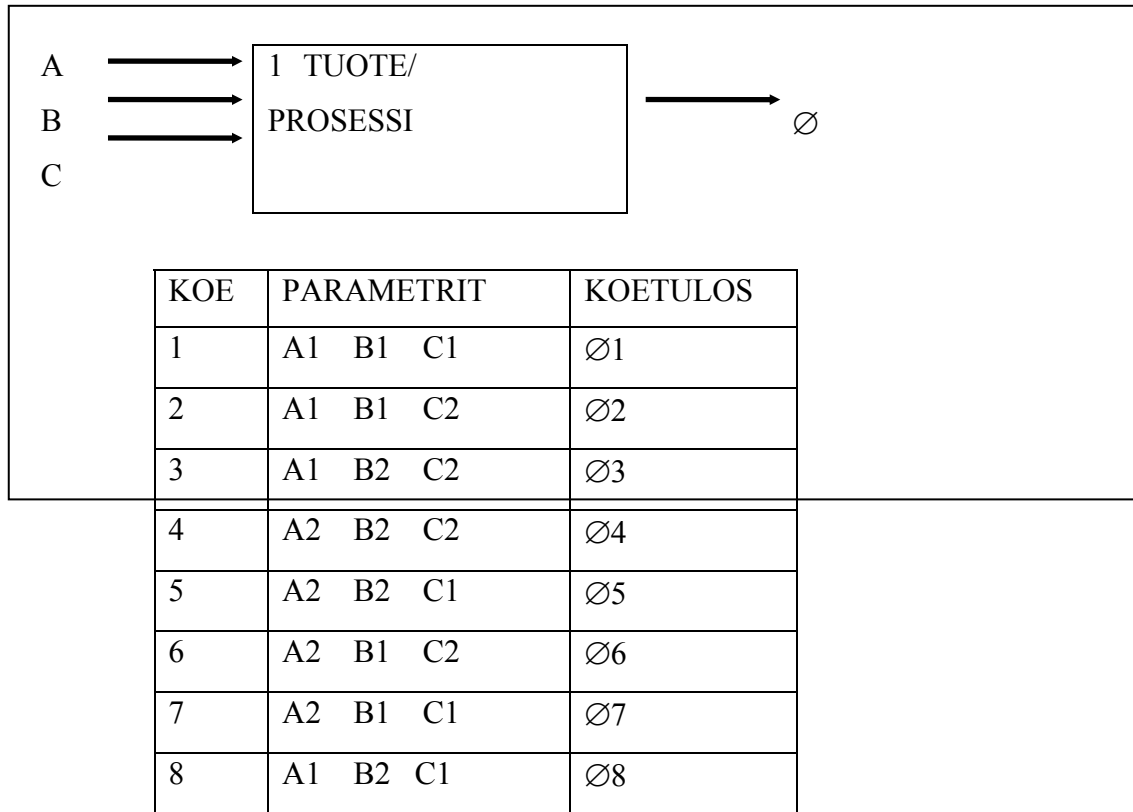 A
1 TUOTE/
B
PROSESSI
∅
C
KOE PARAMETRIT KOETULOS
1 A1 B1 C1 ∅1
2 A1 B1 C2 ∅2
3 A1 B2 C2 ∅3
4 A2 B2 C2 ∅4
5 A2 B2 C1 ∅5
6 A2 B1 C2 ∅6
7 A2 B1 C1 ∅7
8 A1 B2 C1 ∅8